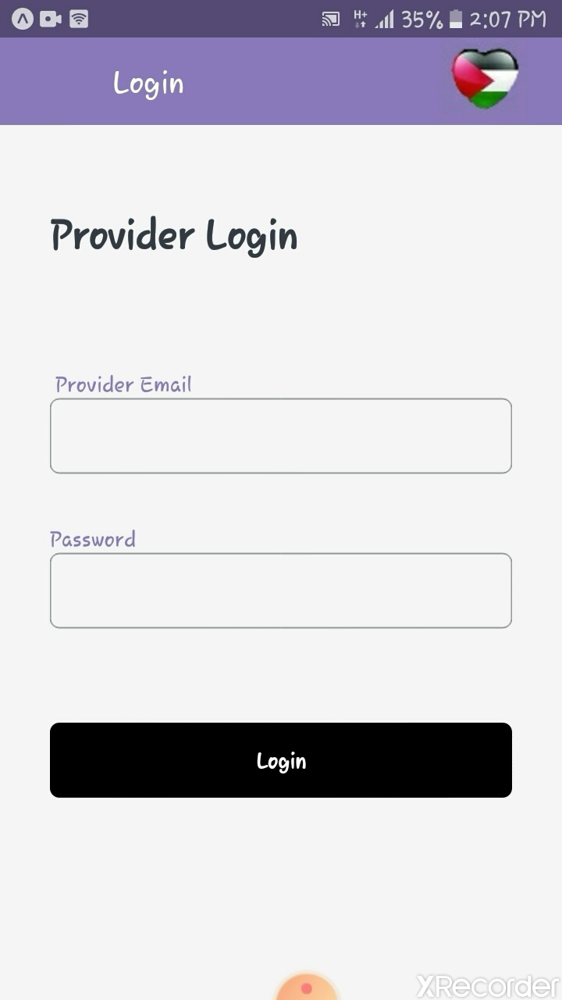 H+ 35% 2:07 PM
Login
Provider Login
Provider Email
Password
Login
XRecorder